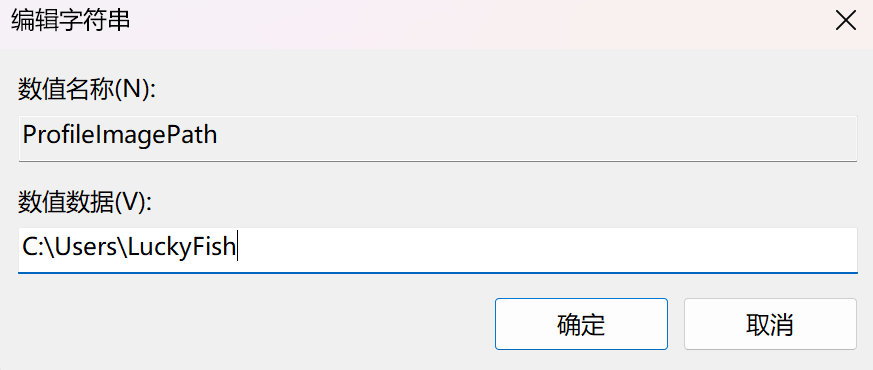 编辑字符串
数值名称(N):
ProfileImagePath
数值数据(V):
C:\Users\LuckyFish
确定
取消